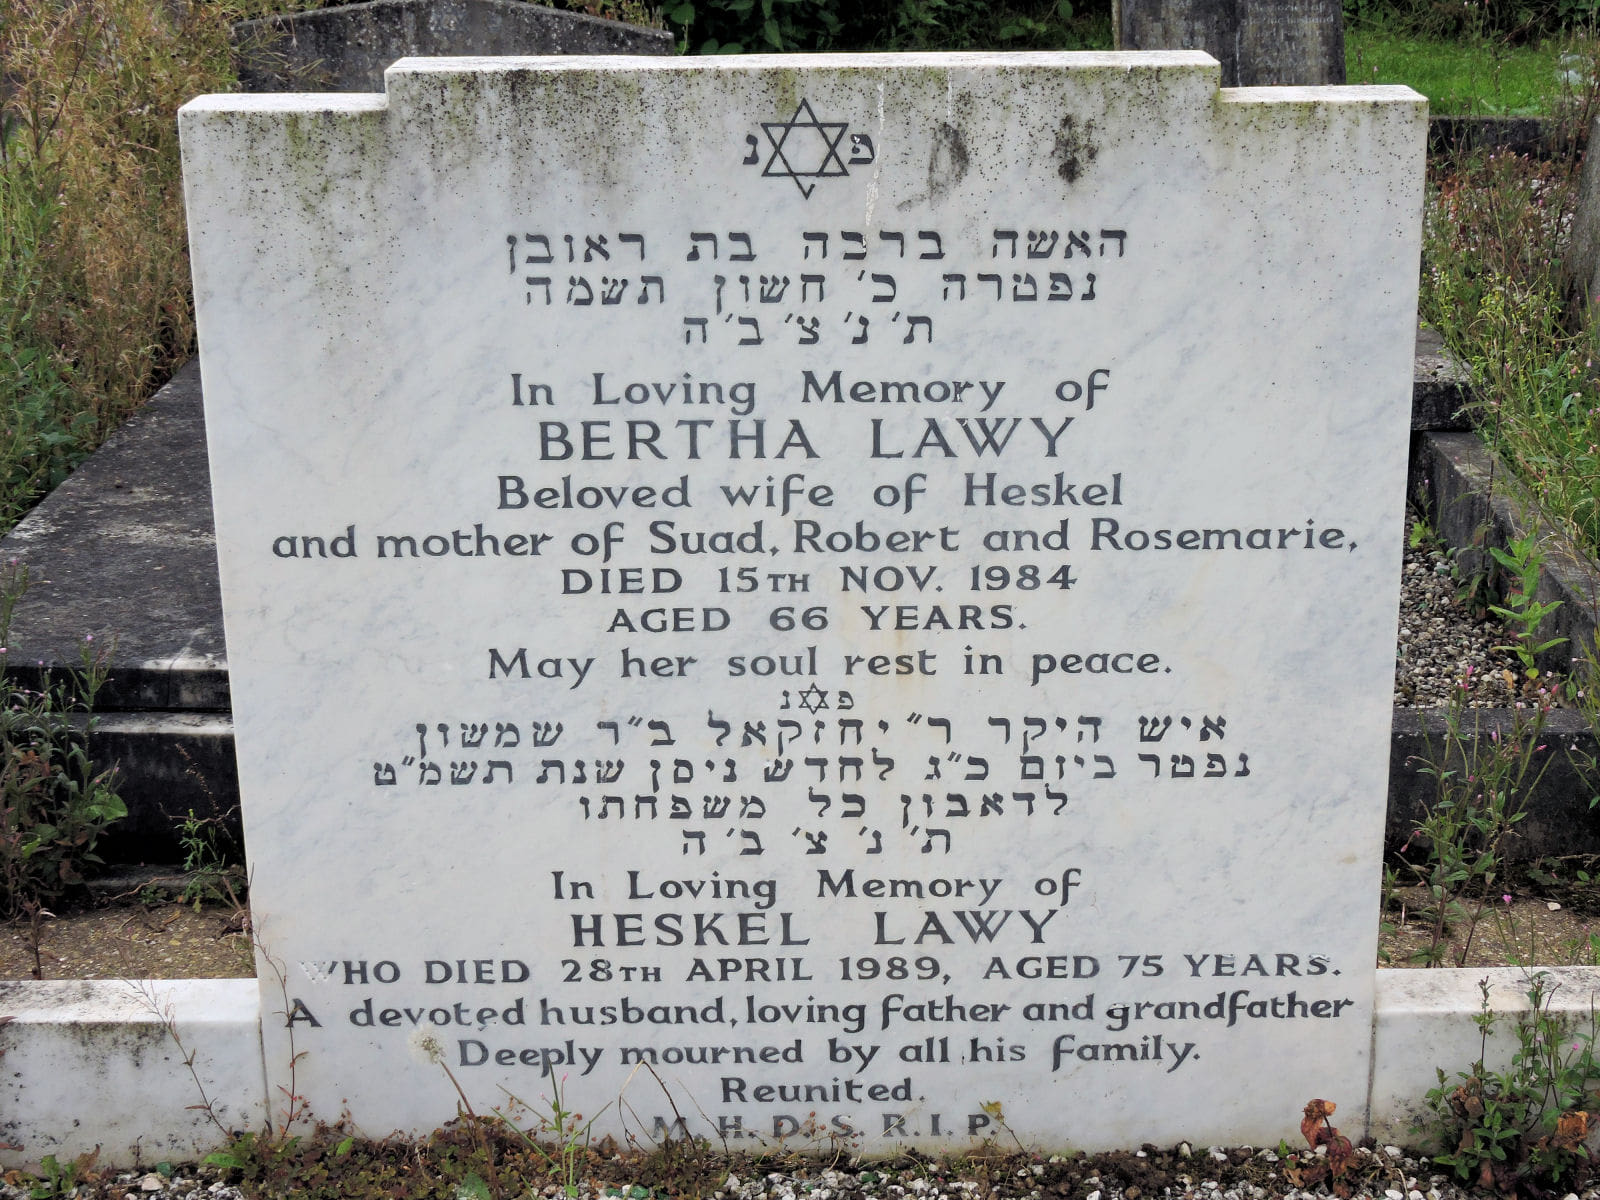 Memories of
פ נ
האשה ברכה בת ראובן
נפטרה כ׳ חשון תשמה
ת׳ נ׳ צ׳ ב׳ ה
In Loving Memory of
BERTHA LAWY
Beloved wife of Heskel
and mother of Suad, Robert and Rosemarie,
DIED 15TH NOV. 1984
AGED 66 YEARS.
May her soul rest in peace.
פ נ
איש היקר ר״ יחזקאל ב״ר שמשון
נפטר ביום כ״ג לחדש ניסן שנת תשמ״ט
לדאבון כל משפחתו
ת׳ נ׳ צ׳ ב׳ ה
In Loving Memory of
HESKEL LAWY
WHO DIED 28TH APRIL 1989, AGED 75 YEARS.
A devoted husband, loving father and grandfather
Deeply mourned by all his family.
Reunited.
M. H. D. S. R. I. P.